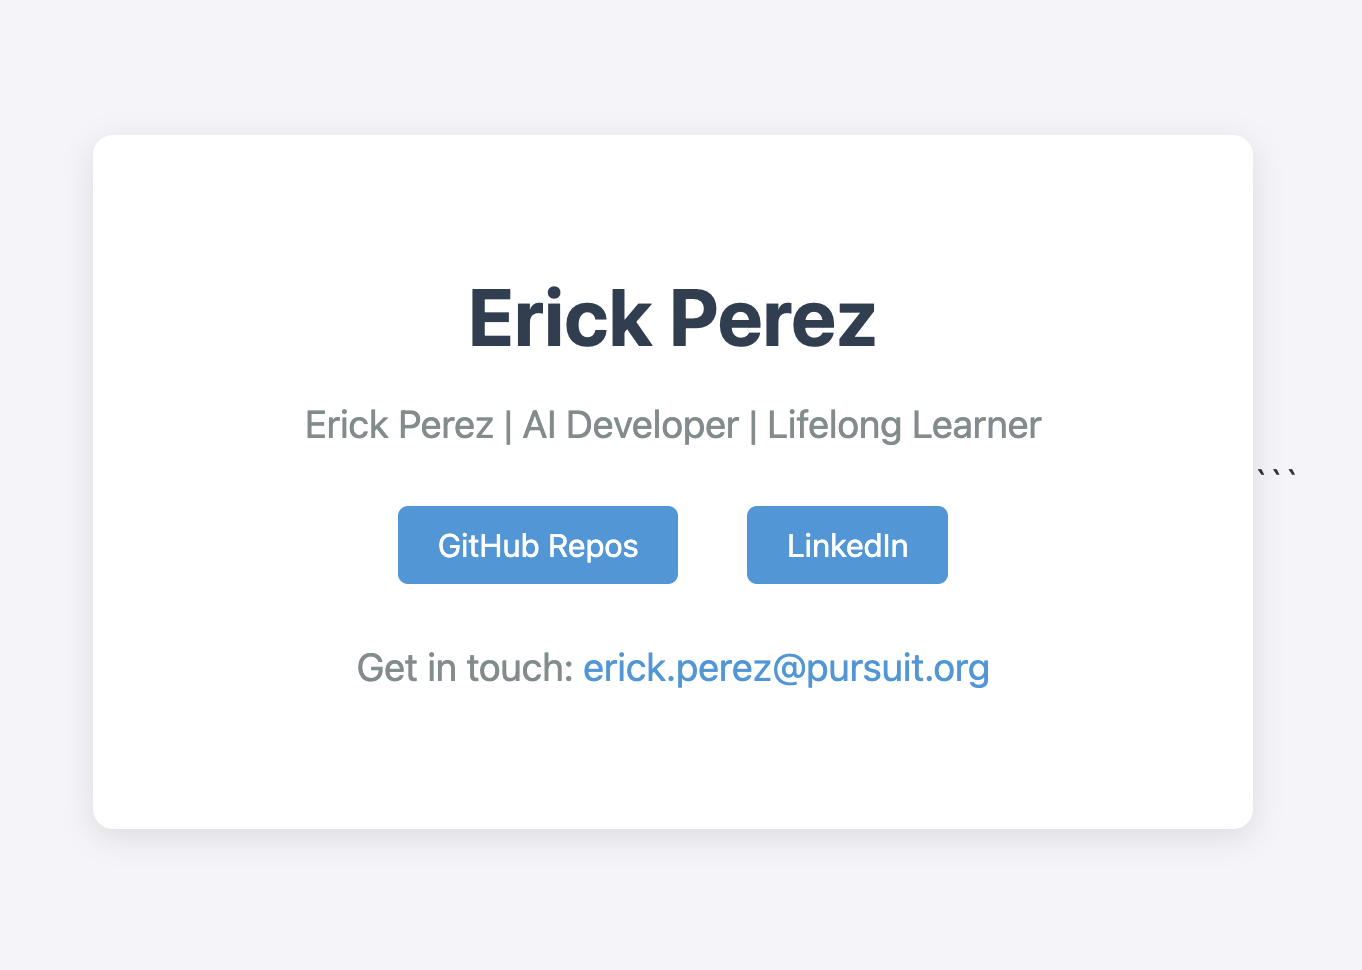 Erick Perez
Erick Perez | AI Developer | Lifelong Learner
```
GitHub Repos
LinkedIn
Get in touch: erick.perez@pursuit.org